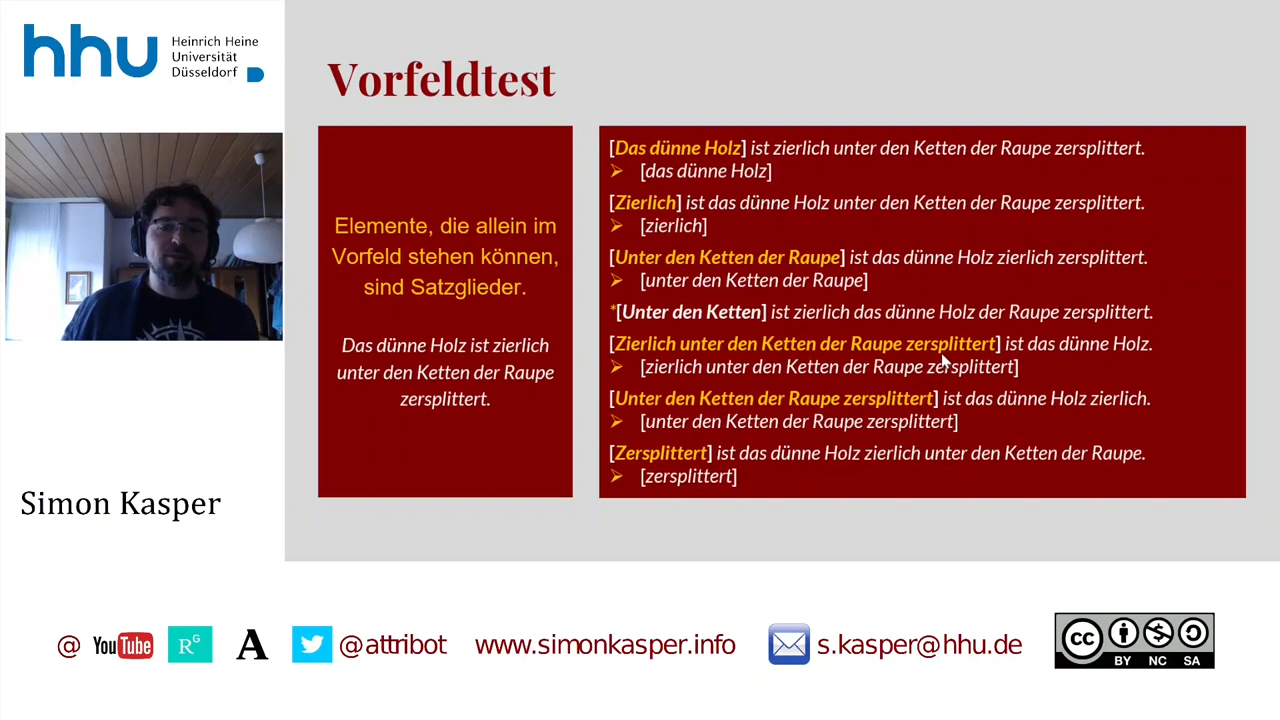 hhu
Heinrich Heine
Universität
Düsseldorf
Simon Kasper
Vorfeldtest
Elemente, die allein im
Vorfeld stehen können,
sind Satzglieder.
Das dünne Holz ist zierlich
unter den Ketten der Raupe
zersplittert.
[Das dünne Holz] ist zierlich unter den Ketten der Raupe zersplittert.
➢ [das dünne Holz]
[Zierlich] ist das dünne Holz unter den Ketten der Raupe zersplittert.
➢ [zierlich]
[Unter den Ketten der Raupe] ist das dünne Holz zierlich zersplittert.
➢ [unter den Ketten der Raupe]
*[Unter den Ketten] ist zierlich das dünne Holz der Raupe zersplittert.
[Zierlich unter den Ketten der Raupe zersplittert] ist das dünne Holz.
➢ [zierlich unter den Ketten der Raupe zersplittert]
[Unter den Ketten der Raupe zersplittert] ist das dünne Holz zierlich.
➢ [unter den Ketten der Raupe zersplittert]
[Zersplittert] ist das dünne Holz zierlich unter den Ketten der Raupe.
➢ [zersplittert]
@ YouTube RG A @attribot www.simonkasper.info s.kasper@hhu.de
cc BY NC SA